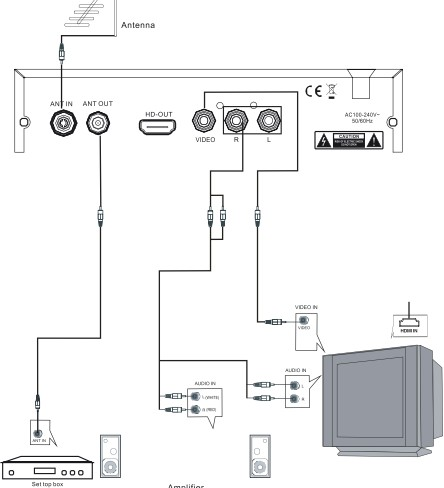 Antenna
ANT IN
ANT OUT
HD-OUT
VIDEO
R
L
CE
AC100-240V~
50/60Hz
CAUTION
VIDEO IN
VIDEO
HDMI IN
AUDIO IN
L
R
AUDIO IN
(WHITE)
(RED)
ANT IN
Set top box
Amplifier